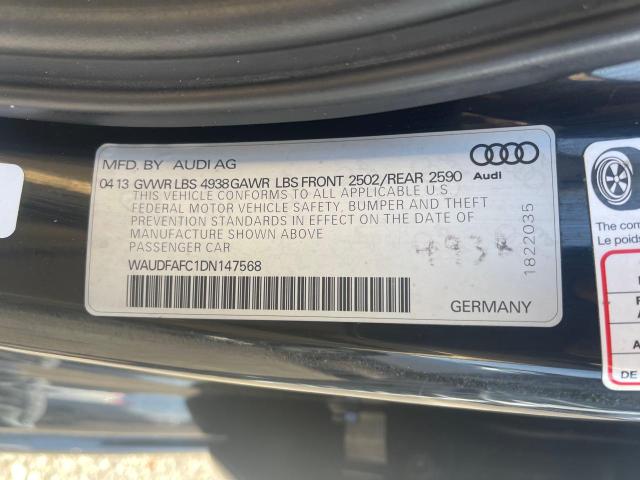 MFD. BY AUDI AG
04 13 GVWR LBS 4938 GAWR LBS FRONT 2502/REAR 2590
THIS VEHICLE CONFORMS TO ALL APPLICABLE U.S.
FEDERAL MOTOR VEHICLE SAFETY, BUMPER AND THEFT
PREVENTION STANDARDS IN EFFECT ON THE DATE OF
MANUFACTURE SHOWN ABOVE
PASSENGER CAR
WAUDFAFC1DN147568
GERMANY
Audi
1822035
The com
Le poids
DE